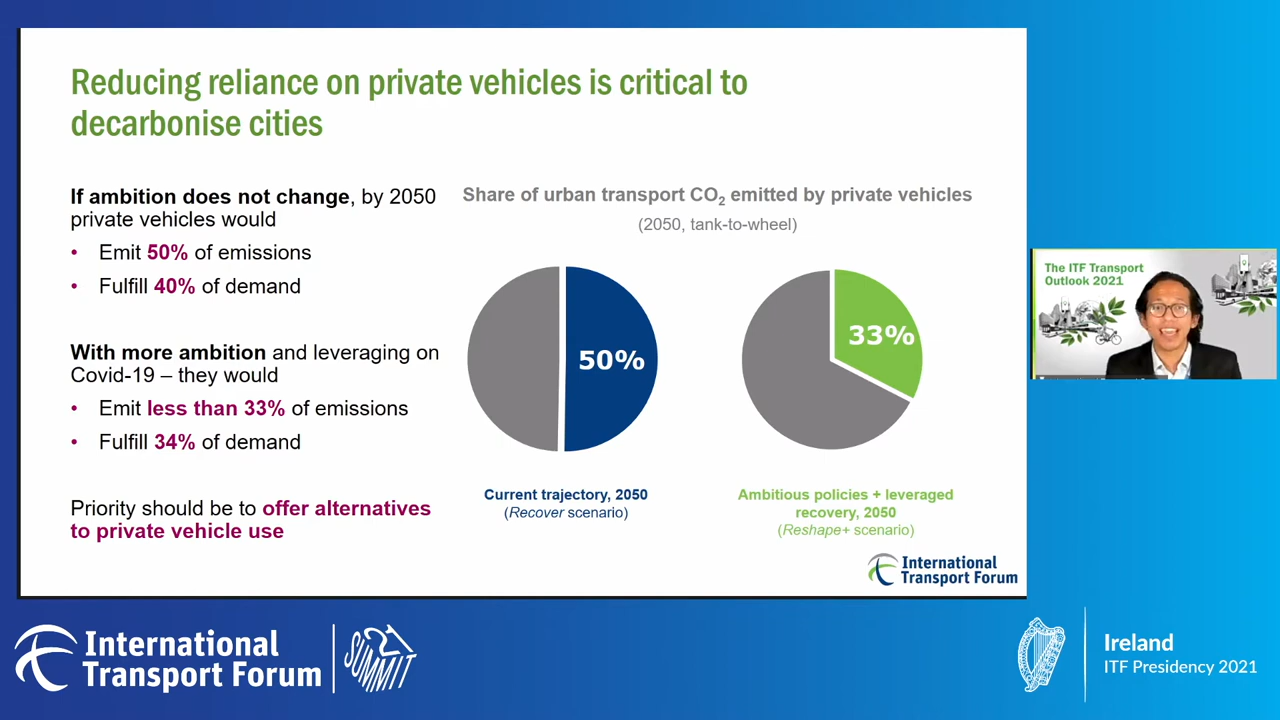 Reducing reliance on private vehicles is critical to
decarbonise cities
If ambition does not change, by 2050
private vehicles would
• Emit 50% of emissions
• Fulfill 40% of demand
With more ambition and leveraging on
Covid-19 – they would
• Emit less than 33% of emissions
• Fulfill 34% of demand
Priority should be to offer alternatives
to private vehicle use
Share of urban transport CO2 emitted by private vehicles
(2050, tank-to-wheel)
50%
33%
Current trajectory, 2050
(Recover scenario)
Ambitious policies + leveraged
recovery, 2050
(Reshape+ scenario)
International
Transport Forum
The ITF Transport
Outlook 2021
International
Transport Forum
21
SUMMIT
Ireland
ITF Presidency 2021